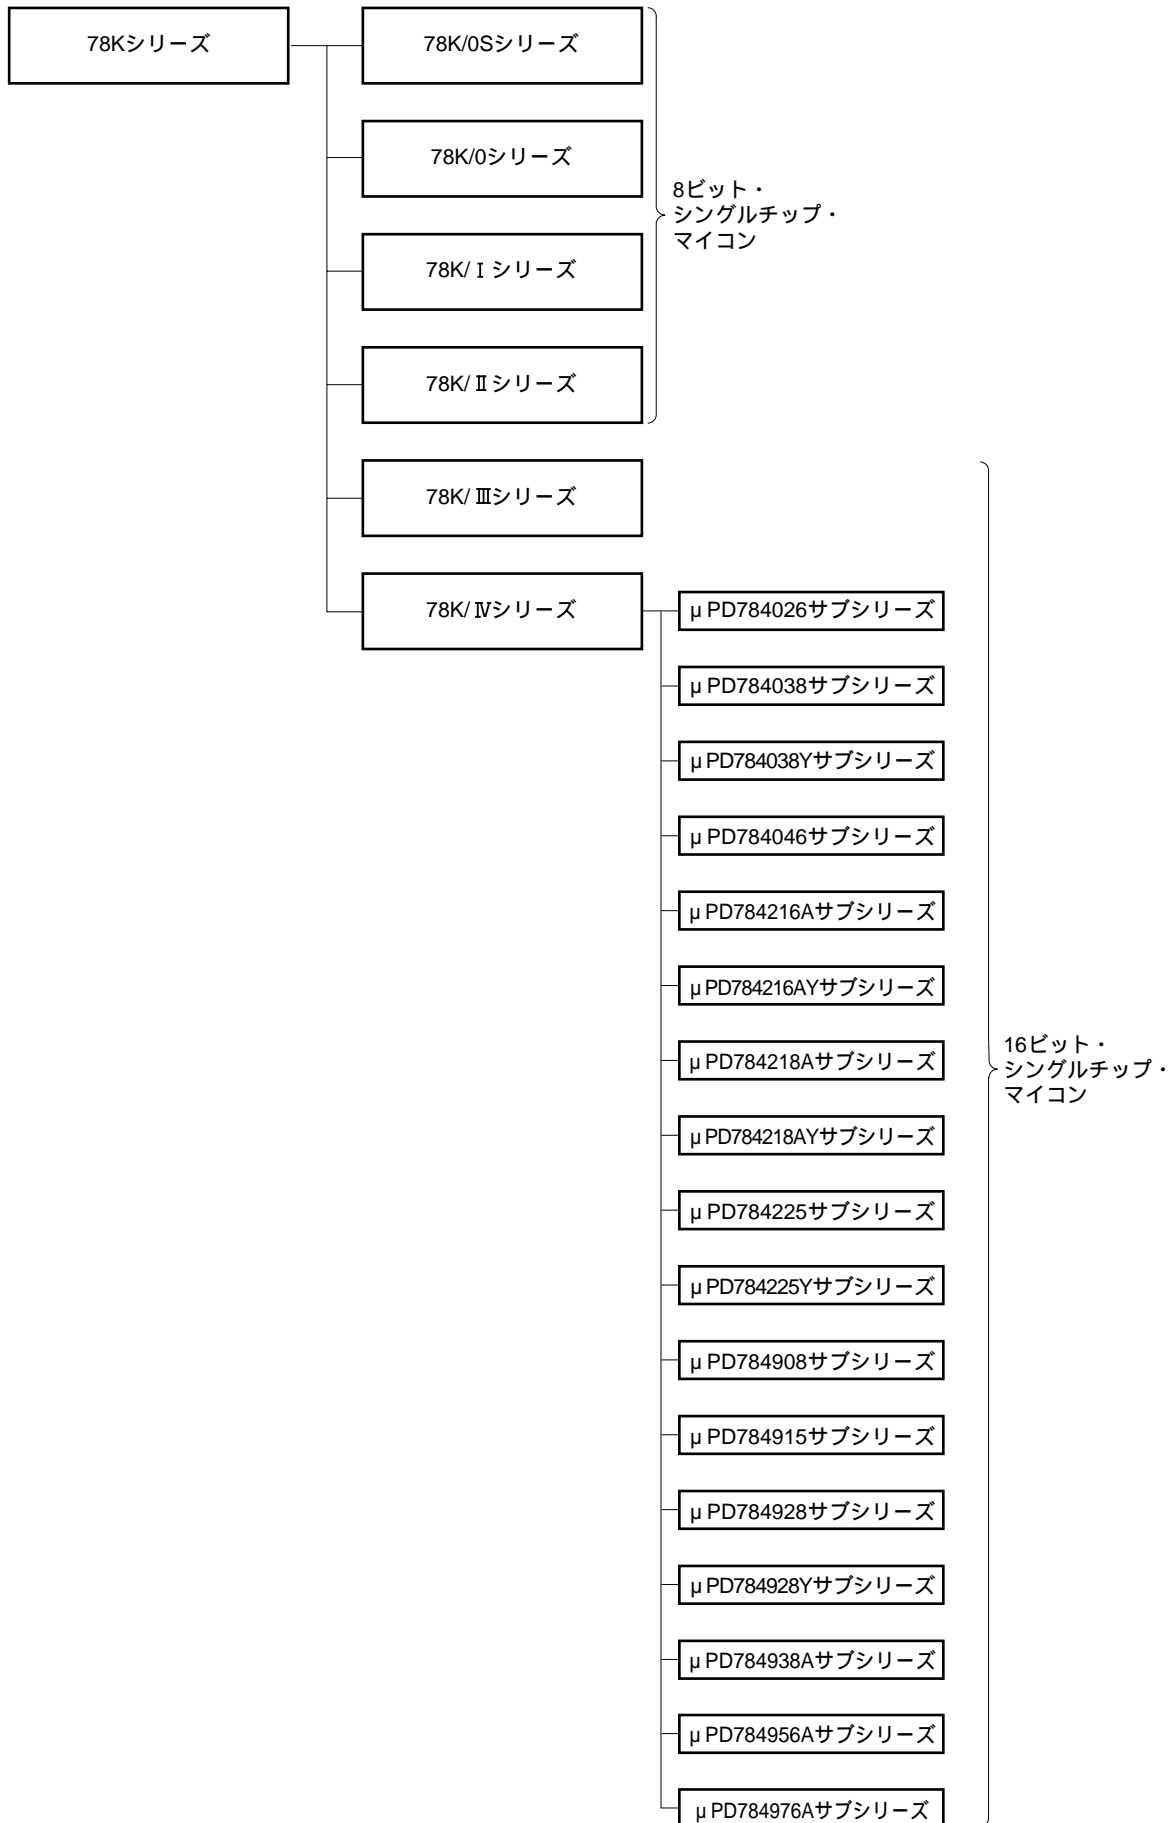 78Kシリーズ
78K/0Sシリーズ
78K/0シリーズ
8ビット・
シングルチップ・
マイコン
78K/Ⅰシリーズ
78K/Ⅱシリーズ
78K/Ⅲシリーズ
78K/Ⅳシリーズ
μPD784026サブシリーズ
μPD784038サブシリーズ
μPD784038Yサブシリーズ
μPD784046サブシリーズ
μPD784216Aサブシリーズ
μPD784216AYサブシリーズ
16ビット・
シングルチップ・
マイコン
μPD784218Aサブシリーズ
μPD784218AYサブシリーズ
μPD784225サブシリーズ
μPD784225Yサブシリーズ
μPD784908サブシリーズ
μPD784915サブシリーズ
μPD784928サブシリーズ
μPD784928Yサブシリーズ
μPD784938Aサブシリーズ
μPD784956Aサブシリーズ
μPD784976Aサブシリーズ